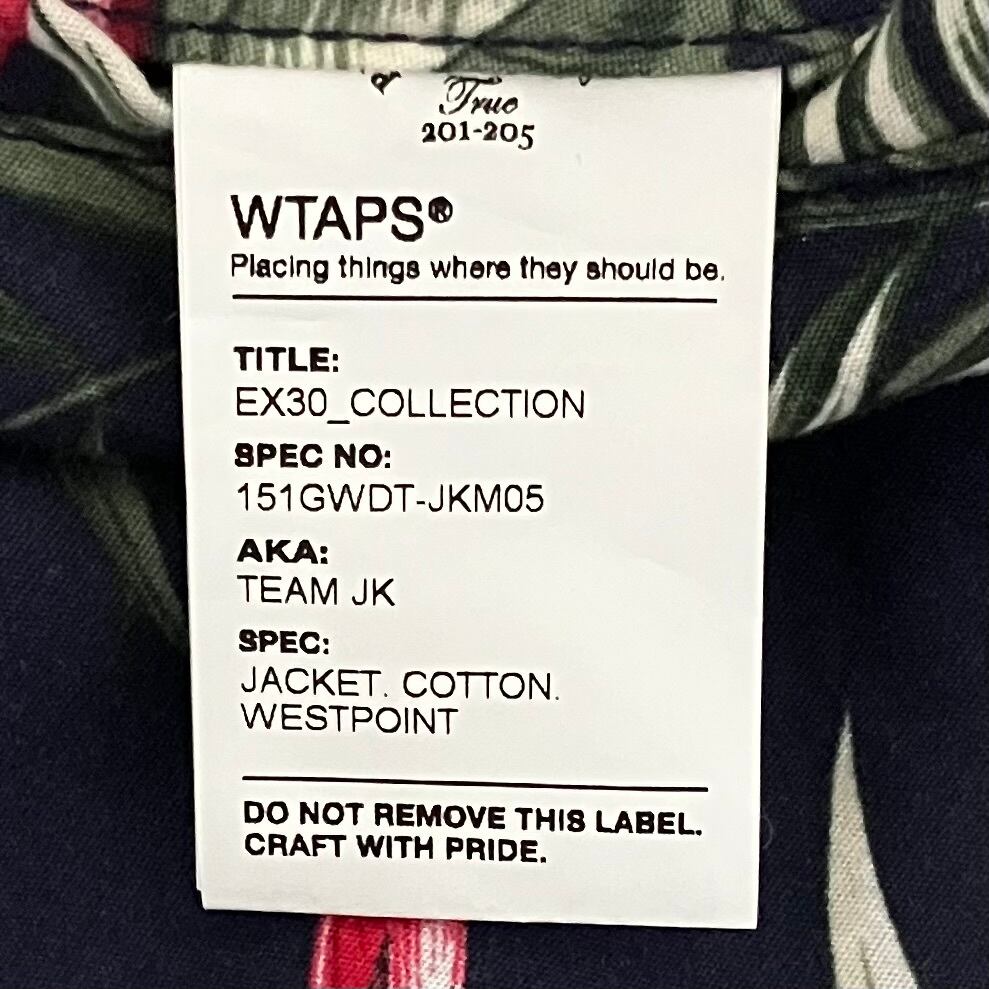 True
201-205
WTAPS®
Placing things where they should be.
TITLE:
EX30_COLLECTION
SPEC NO:
151GWDT-JKM05
AKA:
TEAM JK
SPEC:
JACKET. COTTON.
WESTPOINT
DO NOT REMOVE THIS LABEL.
CRAFT WITH PRIDE.